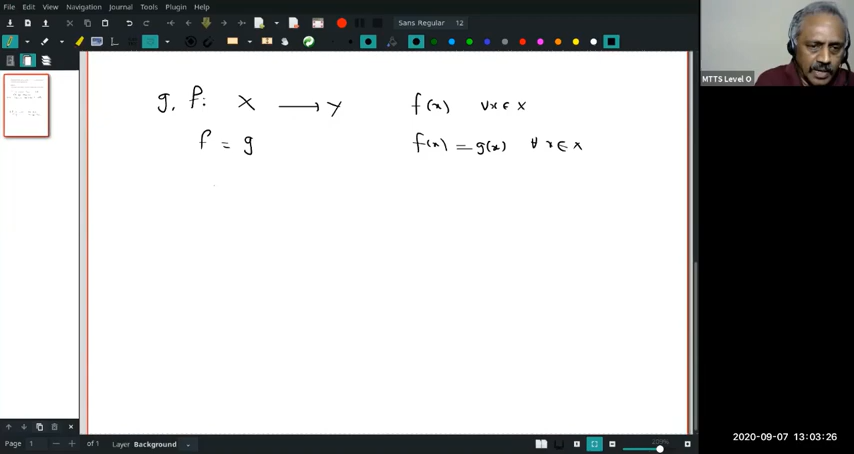 File Edit View Navigation Journal Tools Plugin Help
Sans Regular 12
MTTS Level O
g, f: X ⟶ Y f(x) ∀x ∈ X
f = g f(x) = g(x) ∀ x ∈ X
Page 1 of 1 Layer Background
2020-09-07 13:03:26